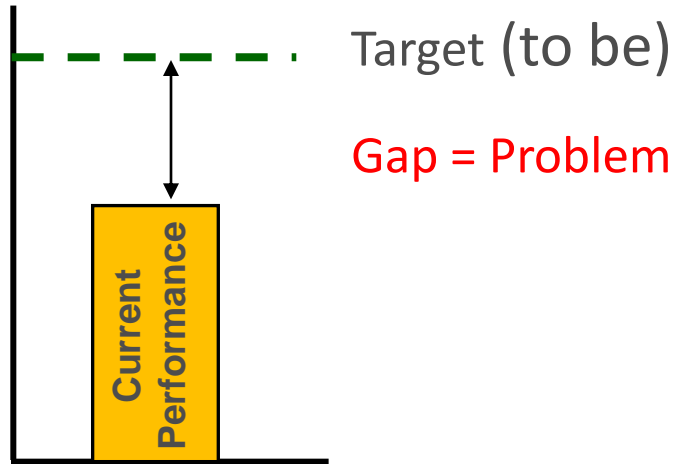 Target (to be)
Gap = Problem
Current
Performance